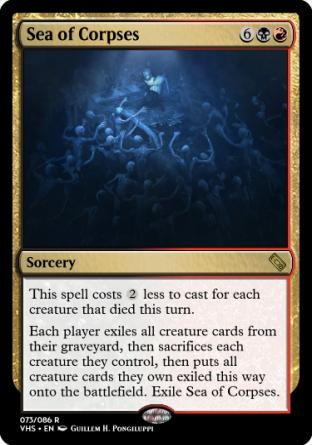 Sea of Corpses 6
Sorcery
This spell costs 2 less to cast for each
creature that died this turn.
Each player exiles all creature cards from
their graveyard, then sacrifices each
creature they control, then puts all
creature cards they own exiled this way
onto the battlefield. Exile Sea of Corpses.
073/086 R
VHS • EN Guillem H. Pongiluppi